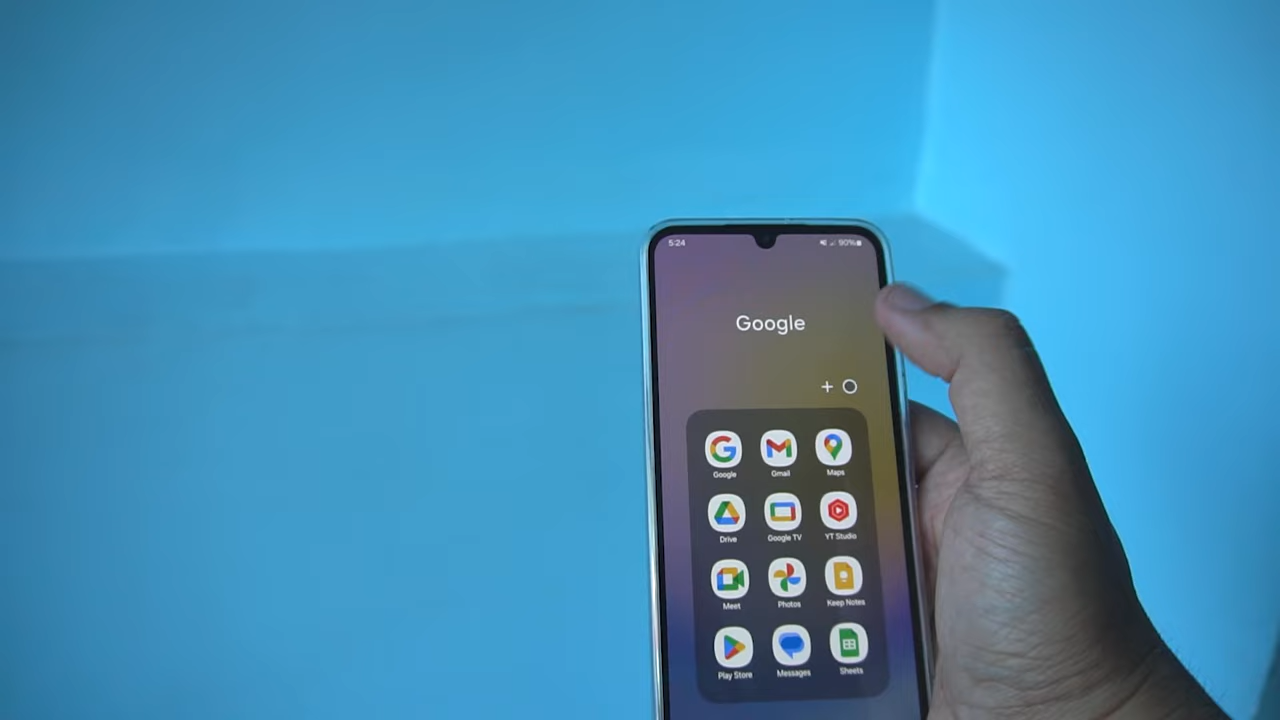 5:24 90%
Google
Google Gmail Maps
Drive Google TV YT Studio
Meet Photos Keep Notes
Play Store Messages Sheets